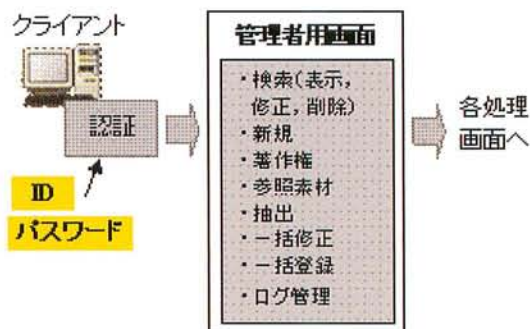 クライアント
認証
ID
パスワード
管理者用画面
・検索(表示,
修正,削除)
・新規
・著作権
・参照素材
・抽出
・一括修正
・一括登録
・ログ管理
各処理
画面へ